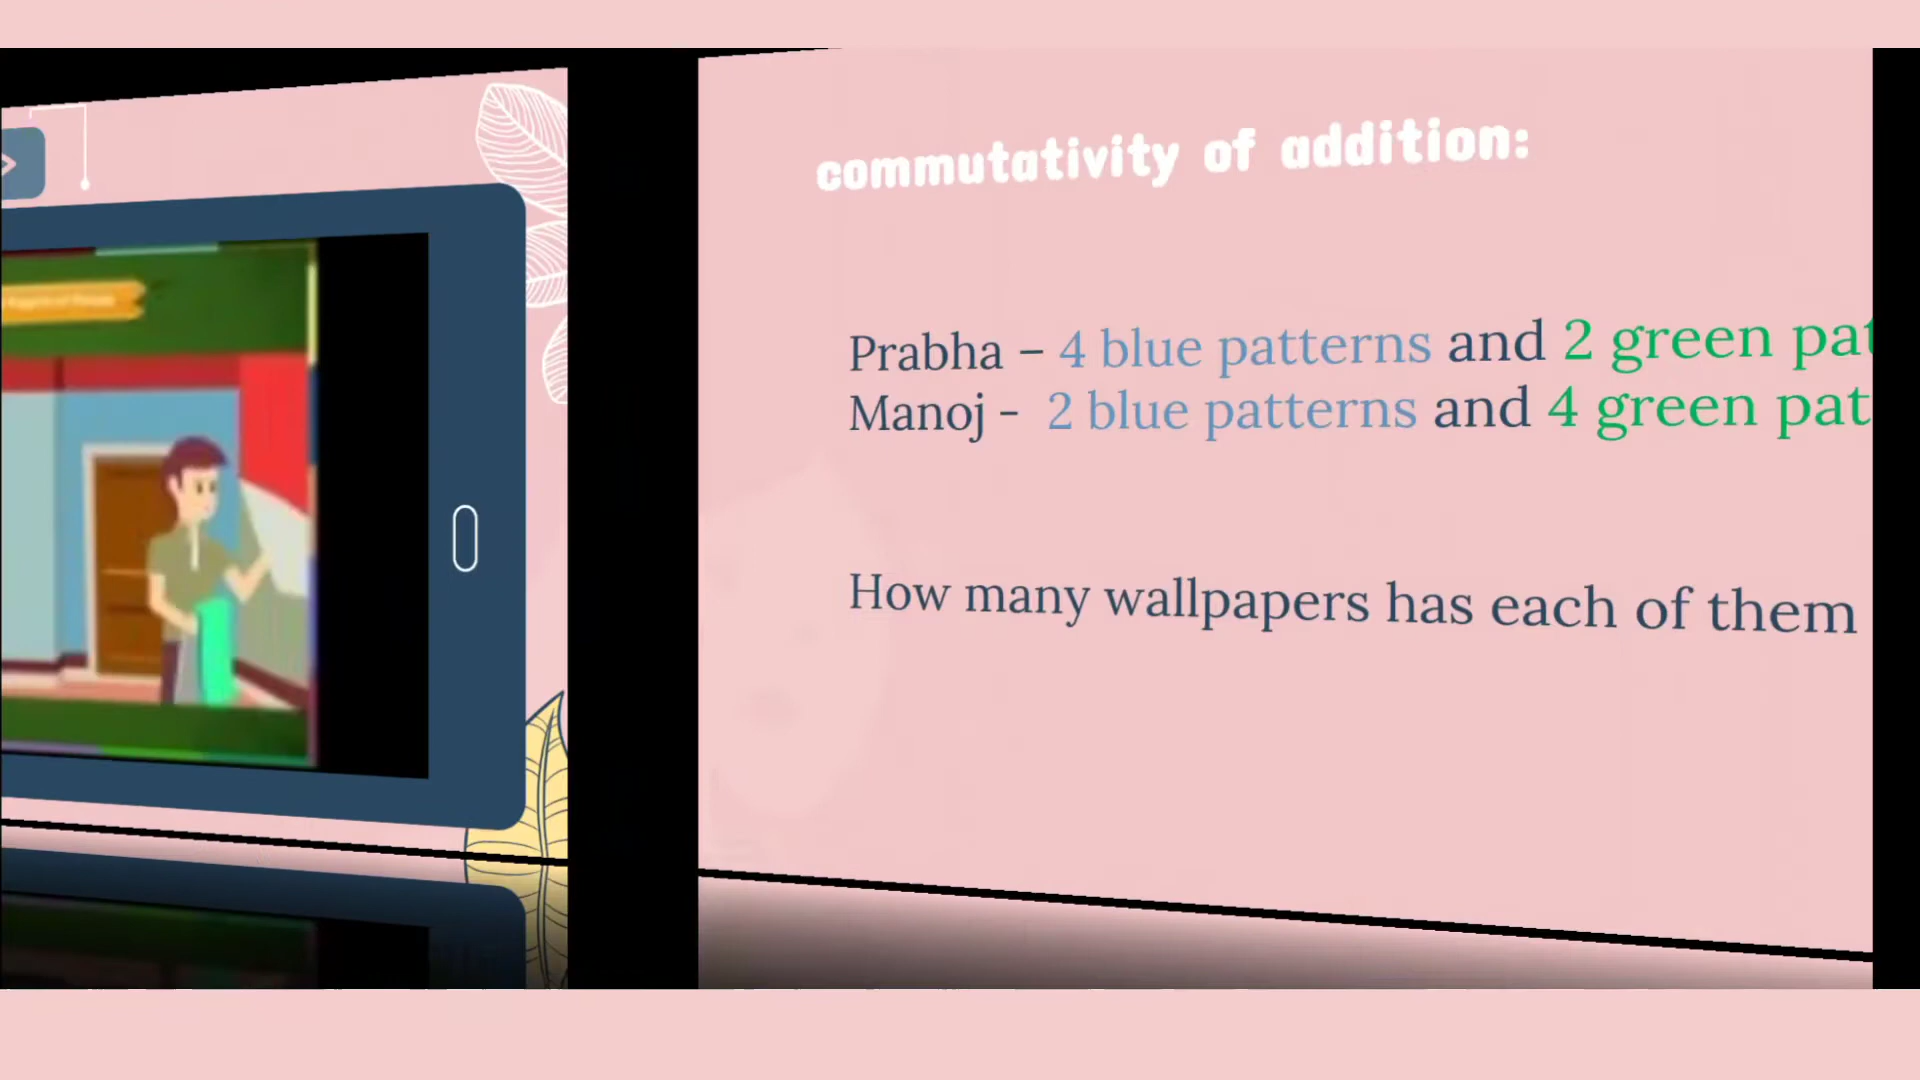 commutativity of addition:
Prabha – 4 blue patterns and 2 green pat
Manoj - 2 blue patterns and 4 green pat
How many wallpapers has each of them